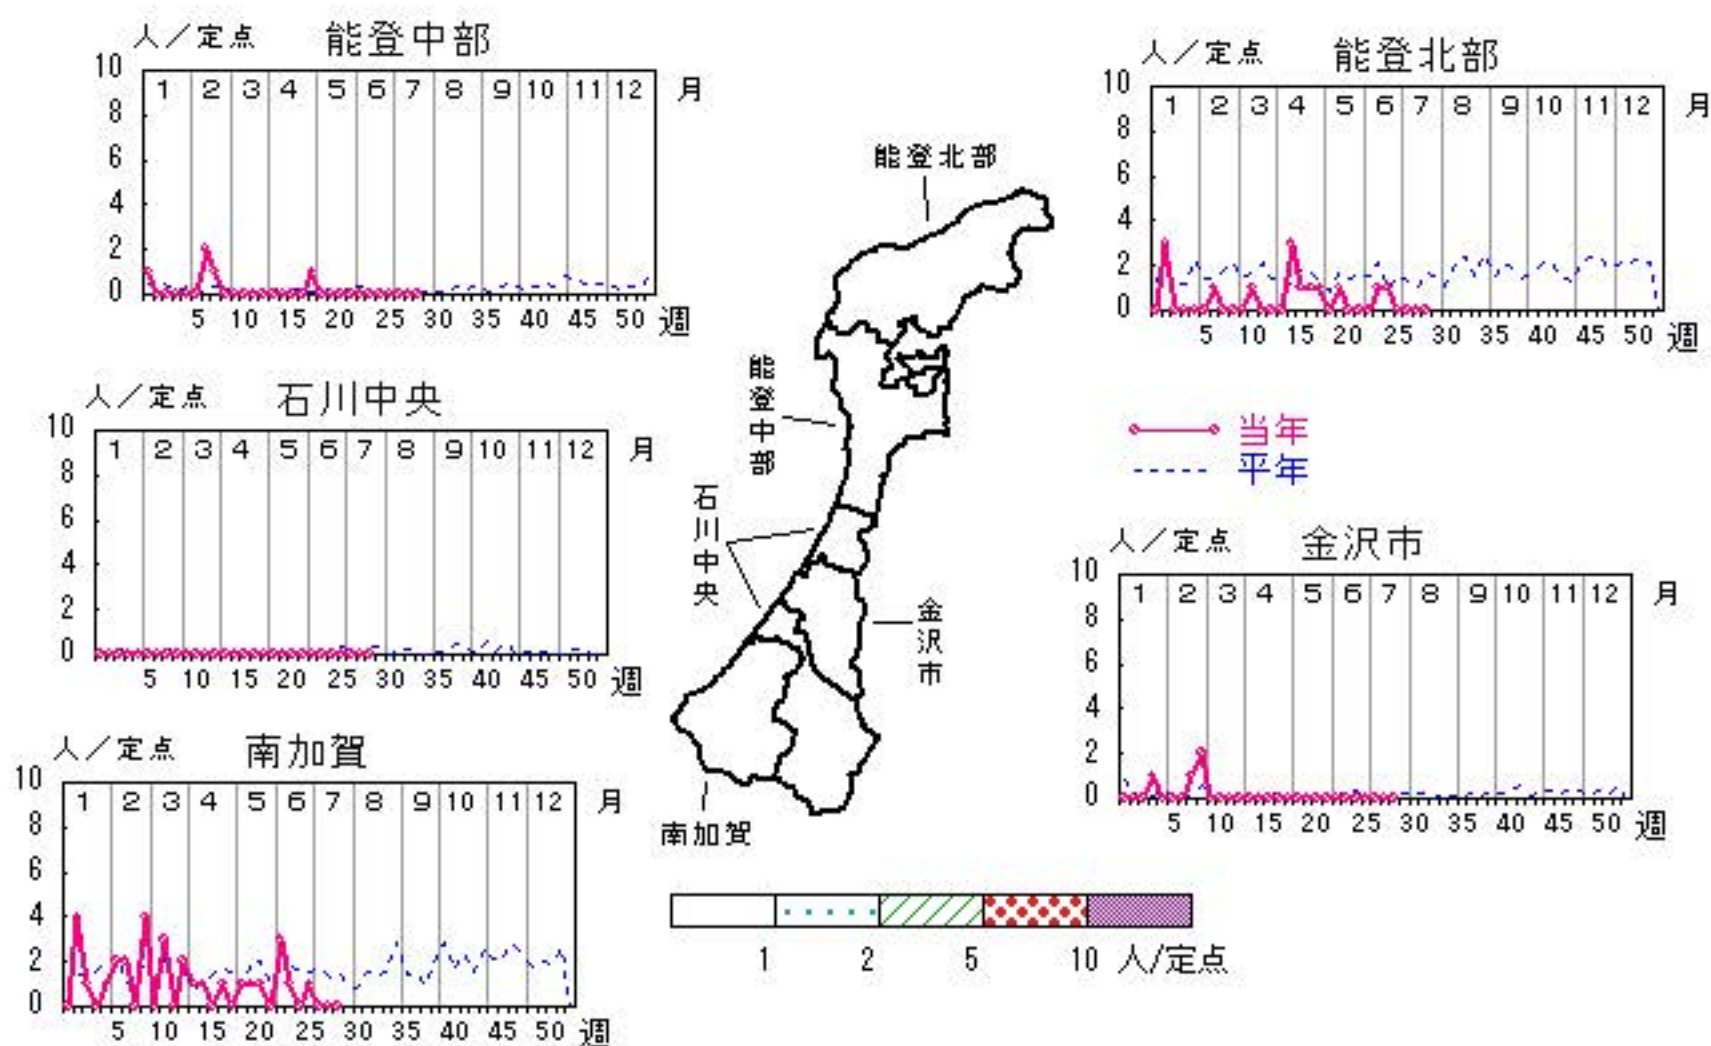 人／定点 能登中部
10 8 6 4 2 0
1 2 3 4 5 6 7 8 9 10 11 12 月
5 10 15 20 25 30 35 40 45 50 週
人／定点 能登北部
10 8 6 4 2 0
1 2 3 4 5 6 7 8 9 10 11 12 月
5 10 15 20 25 30 35 40 45 50 週
能登北部
能登中部
石川中央
金沢市
南加賀
人／定点 石川中央
10 8 6 4 2 0
1 2 3 4 5 6 7 8 9 10 11 12 月
5 10 15 20 25 30 35 40 45 50 週
当年
平年
人／定点 金沢市
10 8 6 4 2 0
1 2 3 4 5 6 7 8 9 10 11 12 月
5 10 15 20 25 30 35 40 45 50 週
人／定点 南加賀
10 8 6 4 2 0
1 2 3 4 5 6 7 8 9 10 11 12 月
5 10 15 20 25 30 35 40 45 50 週
1 2 5 10 人/定点